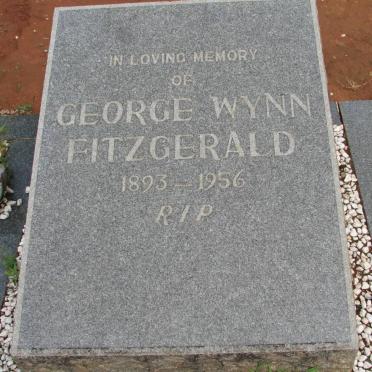 IN LOVING MEMORY
OF
GEORGE WYNN
FITZGERALD
1893 — 1956
R I P